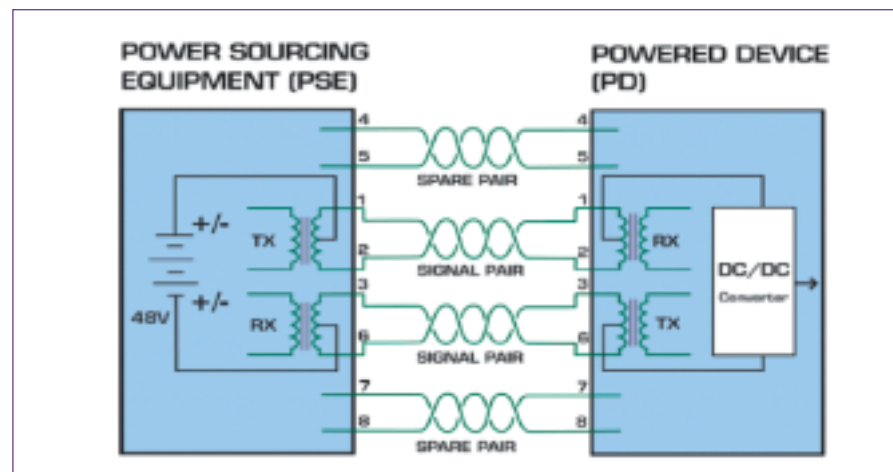 POWER SOURCING
EQUIPMENT (PSE)
POWERED DEVICE
(PD)
4
4
5
5
SPARE PAIR
1
1
+/-
TX
RX
2
2
SIGNAL PAIR
DC/DC
Converter
3
3
+/-
48V
RX
TX
6
6
SIGNAL PAIR
7
7
8
8
SPARE PAIR